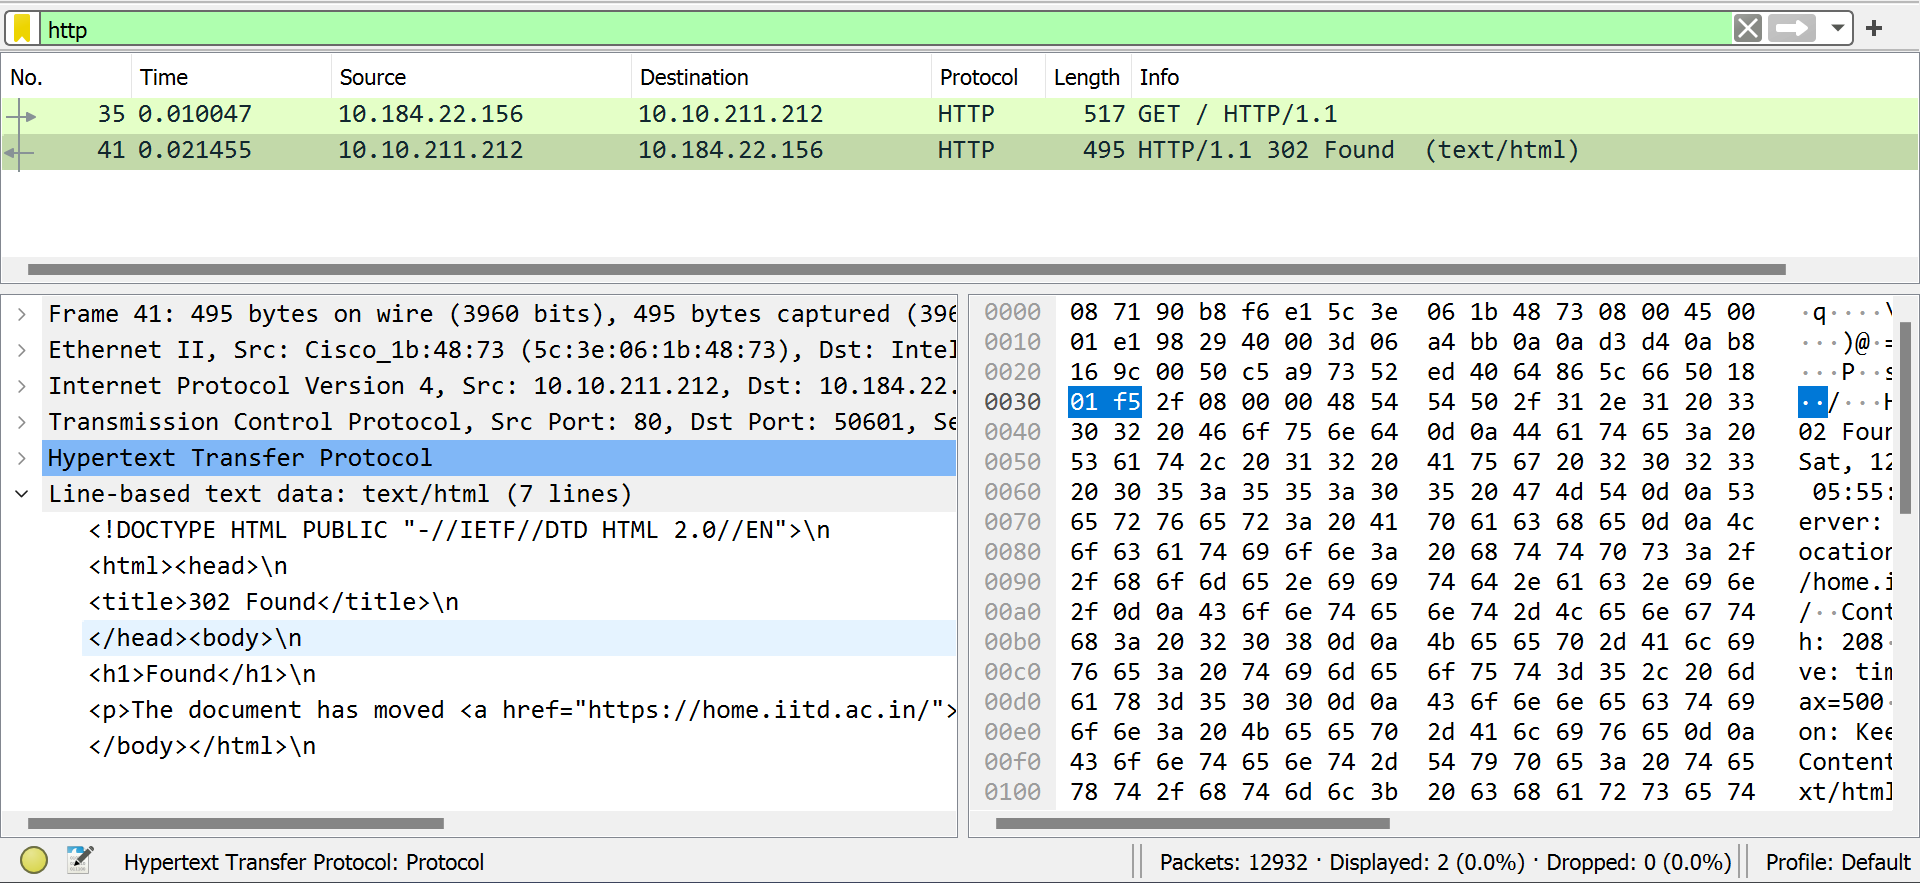 http
No. Time Source Destination Protocol Length Info
35 0.010047 10.184.22.156 10.10.211.212 HTTP 517 GET / HTTP/1.1
41 0.021455 10.10.211.212 10.184.22.156 HTTP 495 HTTP/1.1 302 Found (text/html)
Frame 41: 495 bytes on wire (3960 bits), 495 bytes captured (396
Ethernet II, Src: Cisco_1b:48:73 (5c:3e:06:1b:48:73), Dst: Intel
Internet Protocol Version 4, Src: 10.10.211.212, Dst: 10.184.22.
Transmission Control Protocol, Src Port: 80, Dst Port: 50601, Se
Hypertext Transfer Protocol
Line-based text data: text/html (7 lines)
<!DOCTYPE HTML PUBLIC "-//IETF//DTD HTML 2.0//EN">\n
<html><head>\n
<title>302 Found</title>\n
</head><body>\n
<h1>Found</h1>\n
<p>The document has moved <a href="https://home.iitd.ac.in/">
</body></html>\n
0000 08 71 90 b8 f6 e1 5c 3e 06 1b 48 73 08 00 45 00 ·q····\
0010 01 e1 98 29 40 00 3d 06 a4 bb 0a 0a d3 d4 0a b8 ···)@·=
0020 16 9c 00 50 c5 a9 73 52 ed 40 64 86 5c 66 50 18 ···P··s
0030 01 f5 2f 08 00 00 48 54 54 50 2f 31 2e 31 20 33 ··/···H
0040 30 32 20 46 6f 75 6e 64 0d 0a 44 61 74 65 3a 20 02 Foun
0050 53 61 74 2c 20 31 32 20 41 75 67 20 32 30 32 33 Sat, 12
0060 20 30 35 3a 35 35 3a 30 35 20 47 4d 54 0d 0a 53 05:55:
0070 65 72 76 65 72 3a 20 41 70 61 63 68 65 0d 0a 4c erver:
0080 6f 63 61 74 69 6f 6e 3a 20 68 74 74 70 73 3a 2f ocation
0090 2f 68 6f 6d 65 2e 69 69 74 64 2e 61 63 2e 69 6e /home.i
00a0 2f 0d 0a 43 6f 6e 74 65 6e 74 2d 4c 65 6e 67 74 /··Cont
00b0 68 3a 20 32 30 38 0d 0a 4b 65 65 70 2d 41 6c 69 h: 208·
00c0 76 65 3a 20 74 69 6d 65 6f 75 74 3d 35 2c 20 6d ve: tim
00d0 61 78 3d 35 30 30 0d 0a 43 6f 6e 6e 65 63 74 69 ax=500·
00e0 6f 6e 3a 20 4b 65 65 70 2d 41 6c 69 76 65 0d 0a on: Kee
00f0 43 6f 6e 74 65 6e 74 2d 54 79 70 65 3a 20 74 65 Content
0100 78 74 2f 68 74 6d 6c 3b 20 63 68 61 72 73 65 74 xt/html
Hypertext Transfer Protocol: Protocol Packets: 12932 · Displayed: 2 (0.0%) · Dropped: 0 (0.0%) Profile: Default